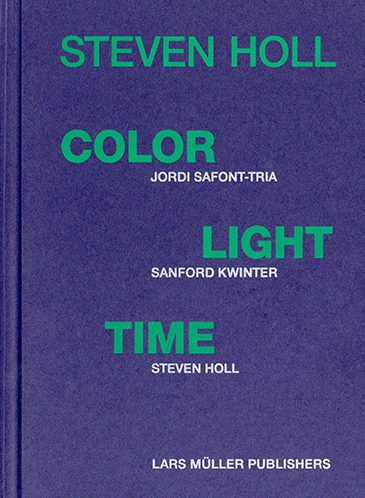 STEVEN HOLL
COLOR
JORDI SAFONT-TRIA
LIGHT
SANFORD KWINTER
TIME
STEVEN HOLL
LARS MÜLLER PUBLISHERS